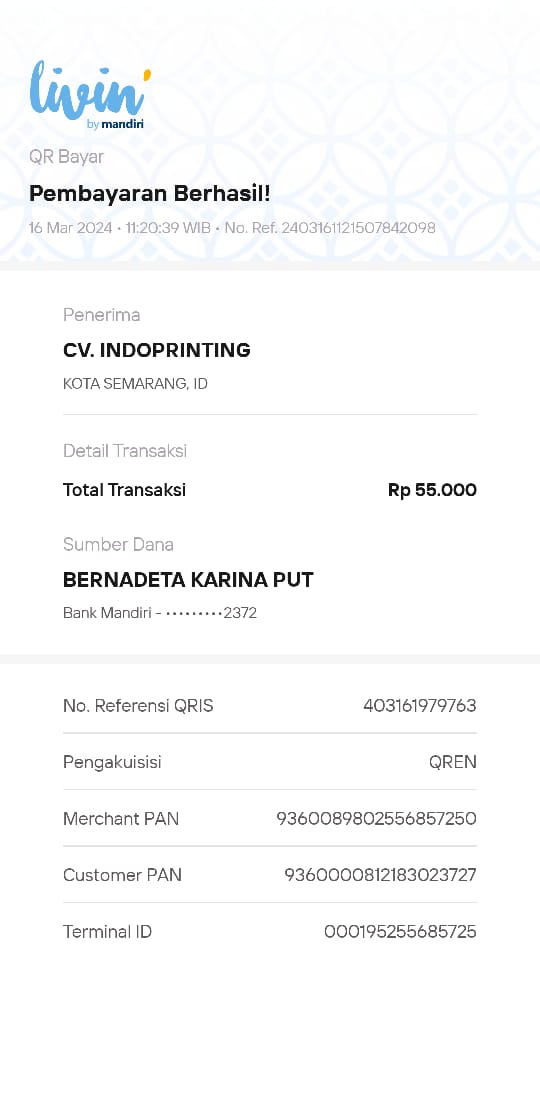 livin'
by mandiri
QR Bayar
Pembayaran Berhasil!
16 Mar 2024 • 11:20:39 WIB • No. Ref. 2403161121507842098
Penerima
CV. INDOPRINTING
KOTA SEMARANG, ID
Detail Transaksi
Total Transaksi Rp 55.000
Sumber Dana
BERNADETA KARINA PUT
Bank Mandiri - •••••••••2372
No. Referensi QRIS 403161979763
Pengakuisisi QREN
Merchant PAN 9360089802556857250
Customer PAN 9360000812183023727
Terminal ID 000195255685725